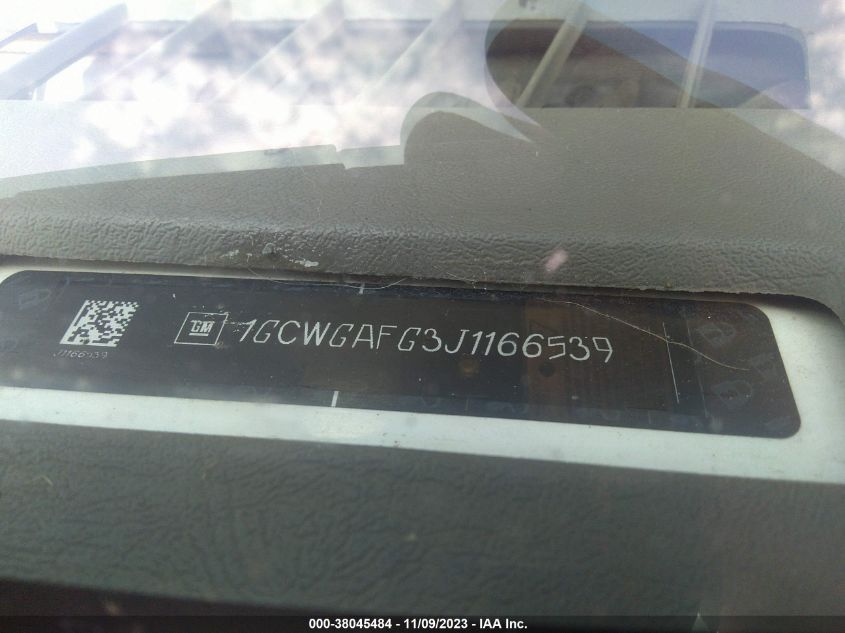 GM 1GCWGAFG3J1166539
J1166539
000-38045484 - 11/09/2023 - IAA Inc.